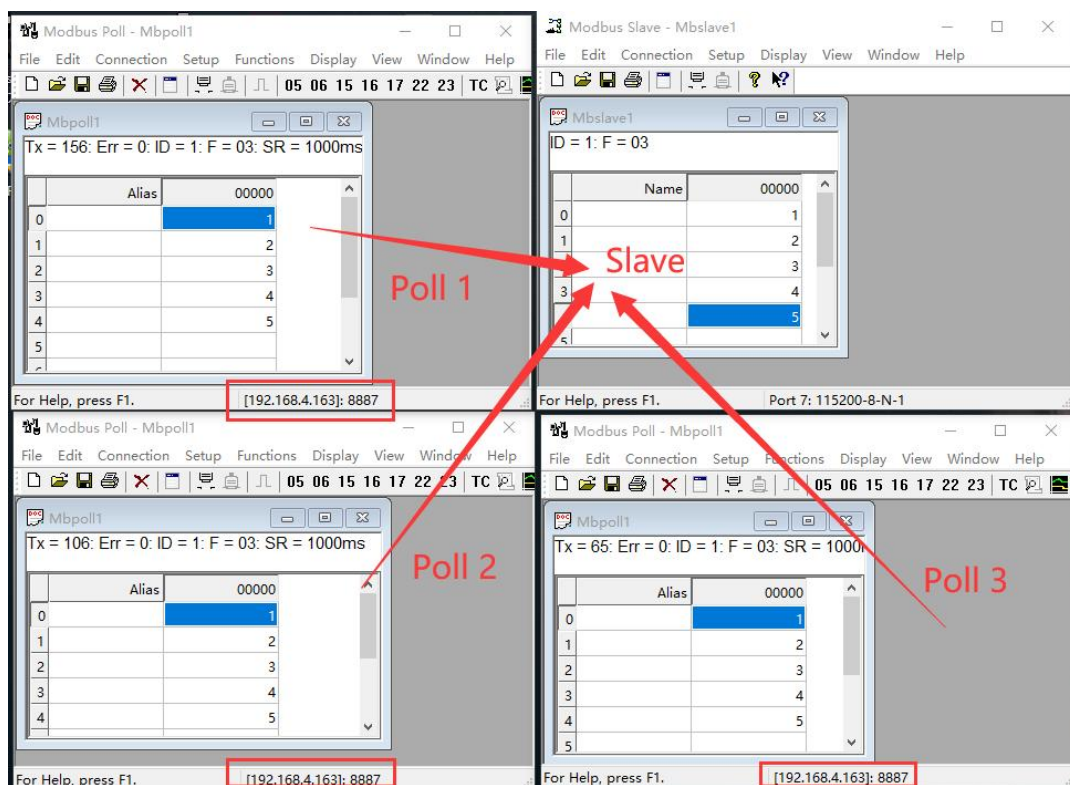 Modbus Poll - Mbpoll1
File Edit Connection Setup Functions Display View Window Help
05 06 15 16 17 22 23 TC
Mbpoll1
Tx = 156: Err = 0: ID = 1: F = 03: SR = 1000ms
Alias 00000
0 1
1 2
2 3
3 4
4 5
5
Poll 1
For Help, press F1. [192.168.4.163]: 8887
Modbus Slave - Mbslave1
File Edit Connection Setup Display View Window Help
Mbslave1
ID = 1: F = 03
Name 00000
0 1
1 2
3
3 4
5
5
Slave
For Help, press F1. Port 7: 115200-8-N-1
Modbus Poll - Mbpoll1
File Edit Connection Setup Functions Display View Window Help
05 06 15 16 17 22 23 TC
Mbpoll1
Tx = 106: Err = 0: ID = 1: F = 03: SR = 1000ms
Alias 00000
0 1
1 2
2 3
3 4
4 5
Poll 2
For Help, press F1. [192.168.4.163]: 8887
Modbus Poll - Mbpoll1
File Edit Connection Setup Functions Display View Window Help
05 06 15 16 17 22 23 TC
Mbpoll1
Tx = 65: Err = 0: ID = 1: F = 03: SR = 1000
Alias 00000
0 1
1 2
2 3
3 4
4 5
5
Poll 3
For Help, press F1. [192.168.4.163]: 8887